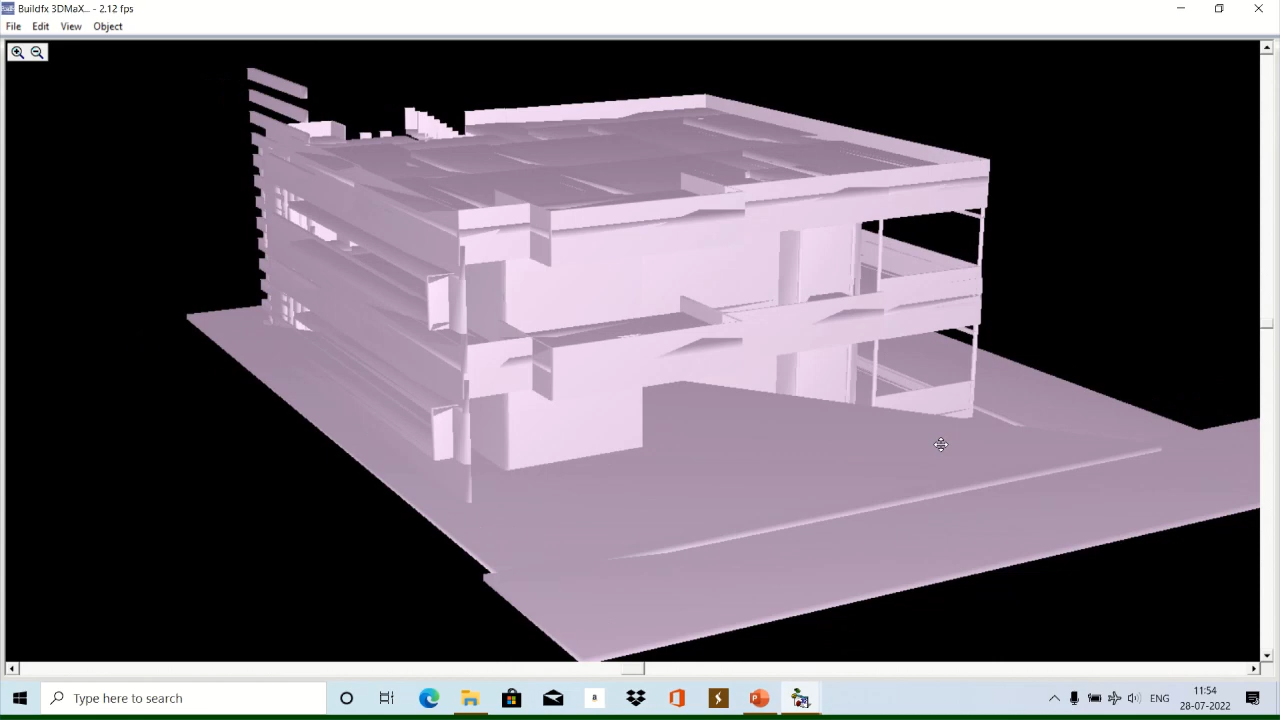 Buildfx 3DMaX... - 2.12 fps
File Edit View Object
Type here to search
a
ENG
11:54
28-07-2022